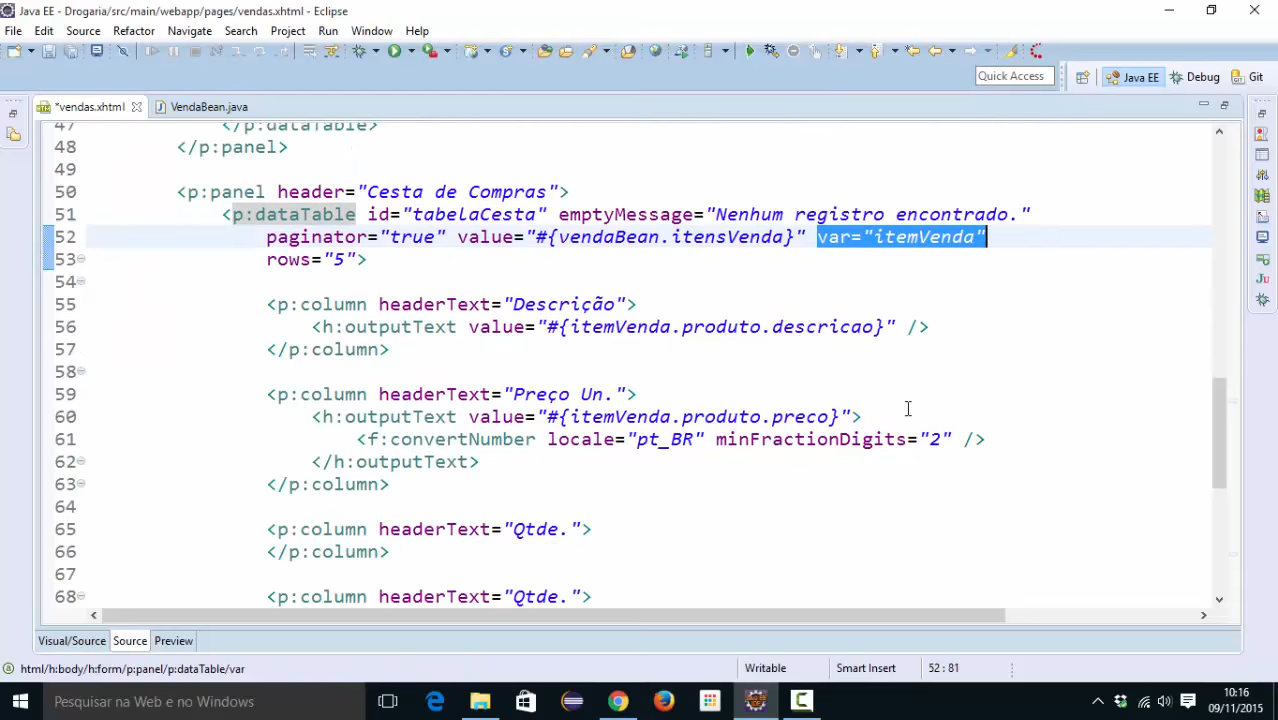 Java EE - Drogaria/src/main/webapp/pages/vendas.xhtml - Eclipse
File Edit Source Refactor Navigate Search Project Run Window Help
Quick Access Java EE Debug Git
*vendas.xhtml VendaBean.java
47 </p:dataTable>
48 </p:panel>
49
50 <p:panel header="Cesta de Compras">
51 <p:dataTable id="tabelaCesta" emptyMessage="Nenhum registro encontrado."
52 paginator="true" value="#{vendaBean.itensVenda}" var="itemVenda"
53 rows="5">
54
55 <p:column headerText="Descrição">
56 <h:outputText value="#{itemVenda.produto.descricao}" />
57 </p:column>
58
59 <p:column headerText="Preço Un.">
60 <h:outputText value="#{itemVenda.produto.preco}">
61 <f:convertNumber locale="pt_BR" minFractionDigits="2" />
62 </h:outputText>
63 </p:column>
64
65 <p:column headerText="Qtde.">
66 </p:column>
67
68 <p:column headerText="Qtde.">
Visual/Source Source Preview
html/h:body/h:form/p:panel/p:dataTable/var Writable Smart Insert 52 : 81
Pesquisar na Web e no Windows 10:16
09/11/2015